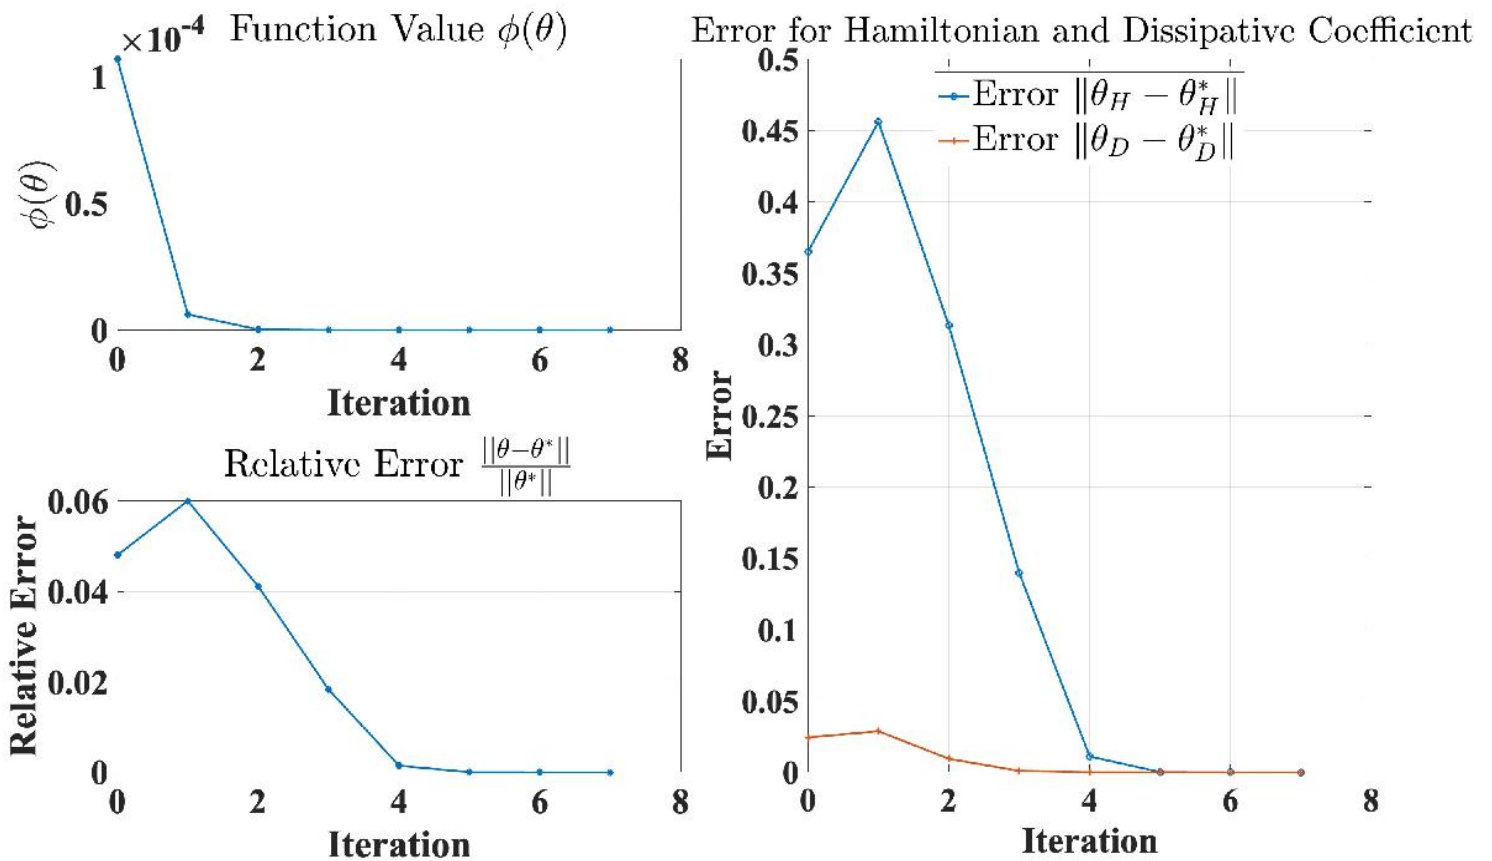 ×10⁻⁴ Function Value ϕ(θ)
1
0.5
0
ϕ(θ)
0 2 4 6 8
Iteration
Relative Error ||θ−θ*|| / ||θ*||
0.06
0.04
0.02
0
Relative Error
0 2 4 6 8
Iteration
Error for Hamiltonian and Dissipative Coefficient
0.5
0.45
0.4
0.35
0.3
0.25
0.2
0.15
0.1
0.05
0
Error
Error ∥θ_H − θ*_H∥
Error ∥θ_D − θ*_D∥
0 2 4 6 8
Iteration